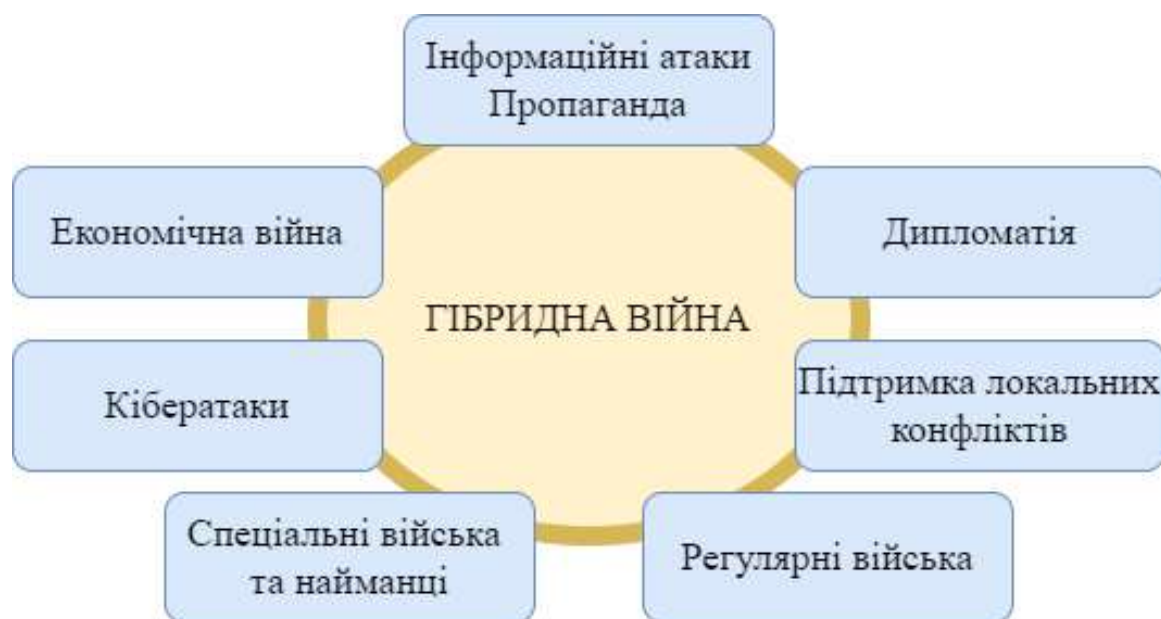 Інформаційні атаки
Пропаганда
Економічна війна
Дипломатія
ГІБРИДНА ВІЙНА
Кібератаки
Підтримка локальних
конфліктів
Спеціальні війська
та найманці
Регулярні війська